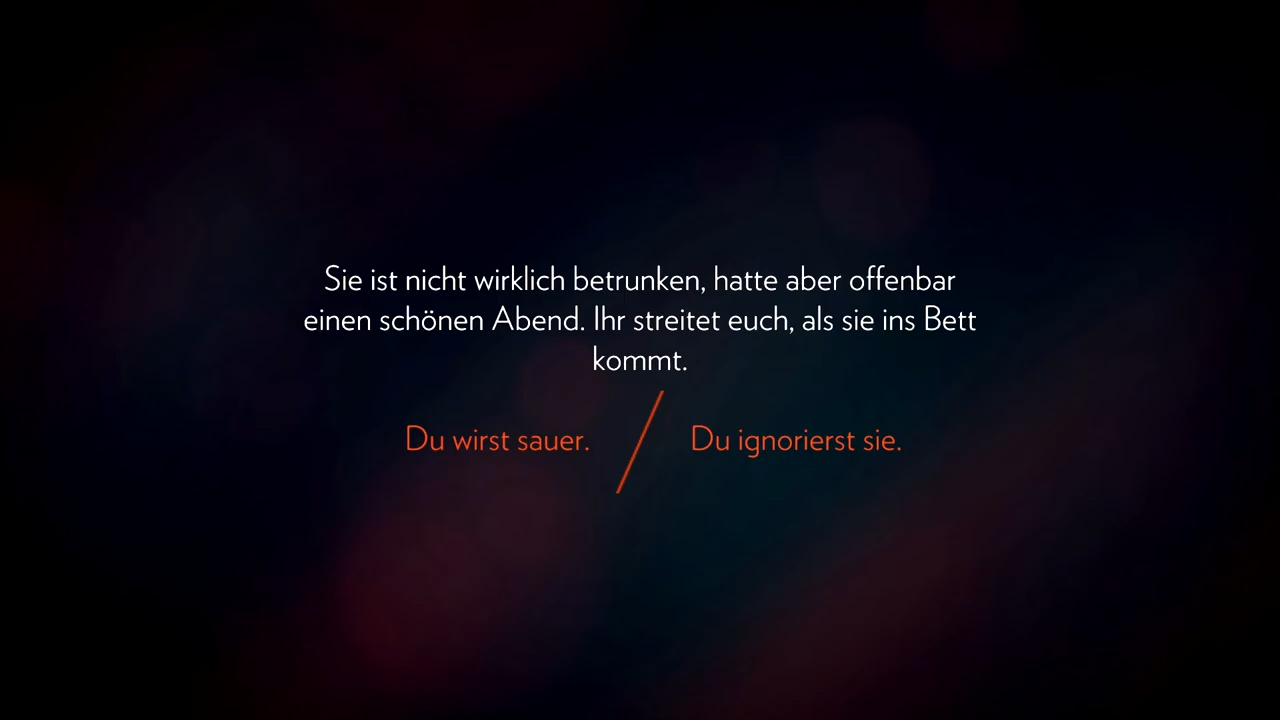 Sie ist nicht wirklich betrunken, hatte aber offenbar
einen schönen Abend. Ihr streitet euch, als sie ins Bett
kommt.
Du wirst sauer. / Du ignorierst sie.